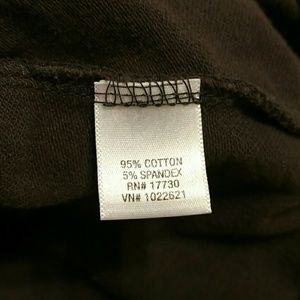 95% COTTON
5% SPANDEX
RN# 17730
VN# 1022621